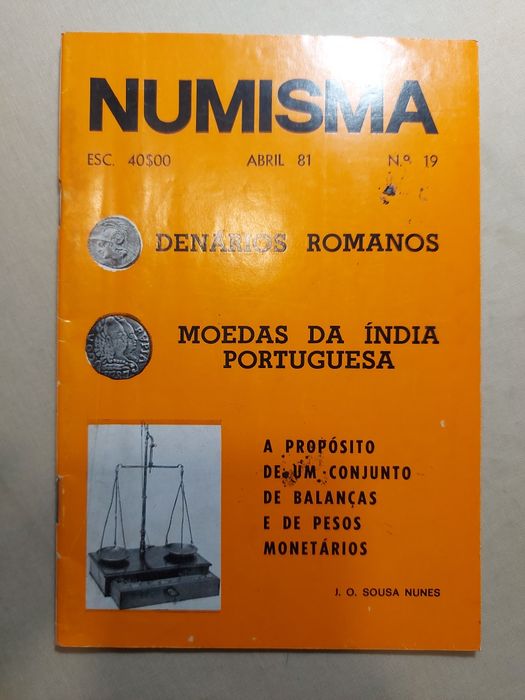 NUMISMA
ESC. 40$00 ABRIL 81 N.º 19
DENÁRIOS ROMANOS
MOEDAS DA ÍNDIA
PORTUGUESA
A PROPÓSITO
DE UM CONJUNTO
DE BALANÇAS
E DE PESOS
MONETÁRIOS
J. O. SOUSA NUNES